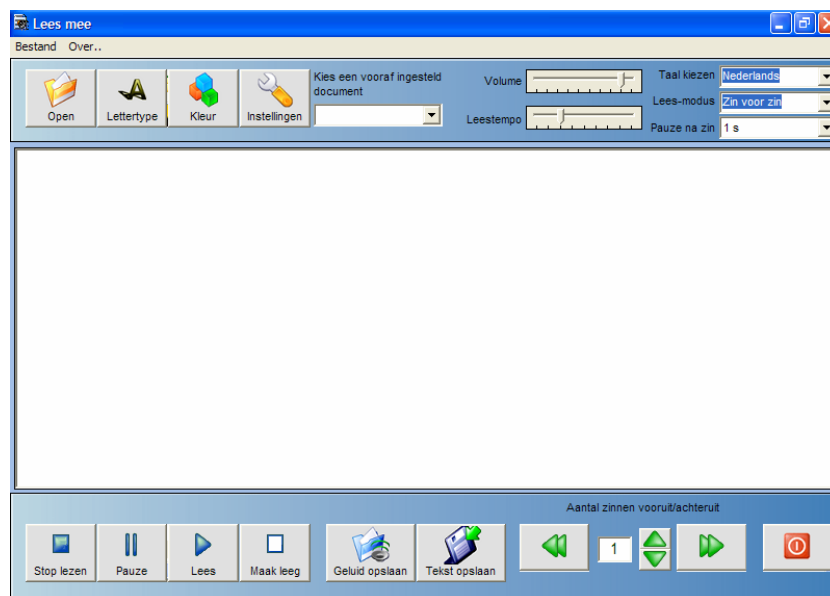 Lees mee
Bestand Over..
Kies een vooraf ingesteld
document
Volume
Taal kiezen Nederlands
Lees-modus Zin voor zin
Open Lettertype Kleur Instellingen
Leestempo
Pauze na zin 1 s
Aantal zinnen vooruit/achteruit
1
Stop lezen Pauze Lees Maak leeg Geluid opslaan Tekst opslaan